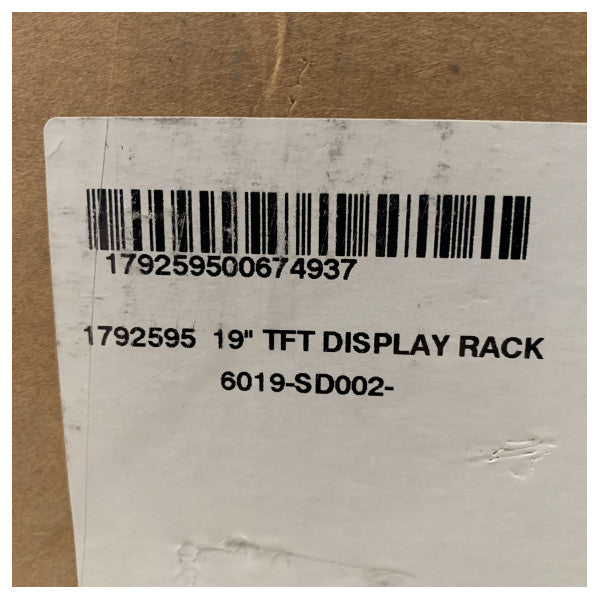 179259500674937
1792595 19" TFT DISPLAY RACK
6019-SD002-